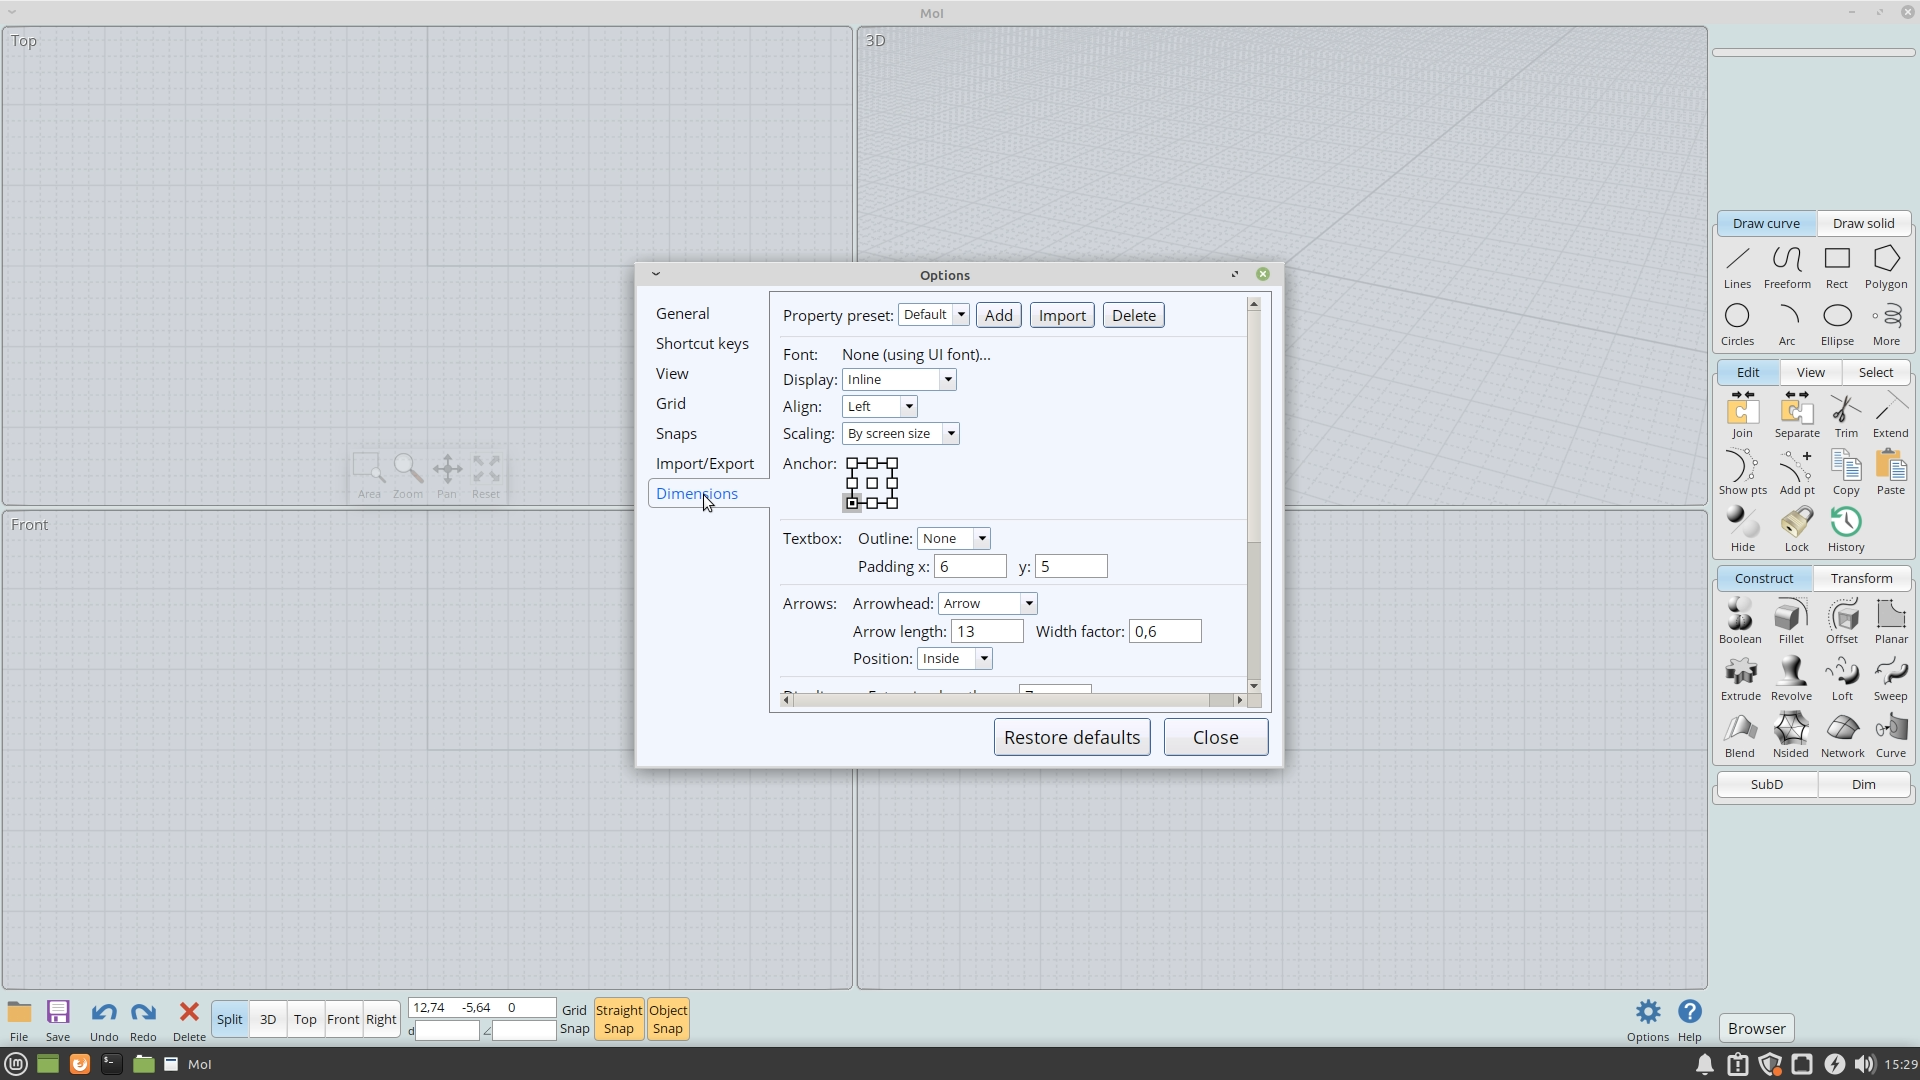 MoI
Top
3D
Front
Area Zoom Pan Reset
Options
General
Shortcut keys
View
Grid
Snaps
Import/Export
Dimensions
Property preset: Default Add Import Delete
Font: None (using UI font)...
Display: Inline
Align: Left
Scaling: By screen size
Anchor:
Textbox: Outline: None
Padding x: 6 y: 5
Arrows: Arrowhead: Arrow
Arrow length: 13 Width factor: 0,6
Position: Inside
Restore defaults Close
Draw curve Draw solid
Lines Freeform Rect Polygon
Circles Arc Ellipse More
Edit View Select
Join Separate Trim Extend
Show pts Add pt Copy Paste
Hide Lock History
Construct Transform
Boolean Fillet Offset Planar
Extrude Revolve Loft Sweep
Blend Nsided Network Curve
SubD Dim
File Save Undo Redo Delete
Split 3D Top Front Right
12,74 -5,64 0
d
Grid Snap
Straight Snap
Object Snap
Options Help
Browser
MoI
15:29